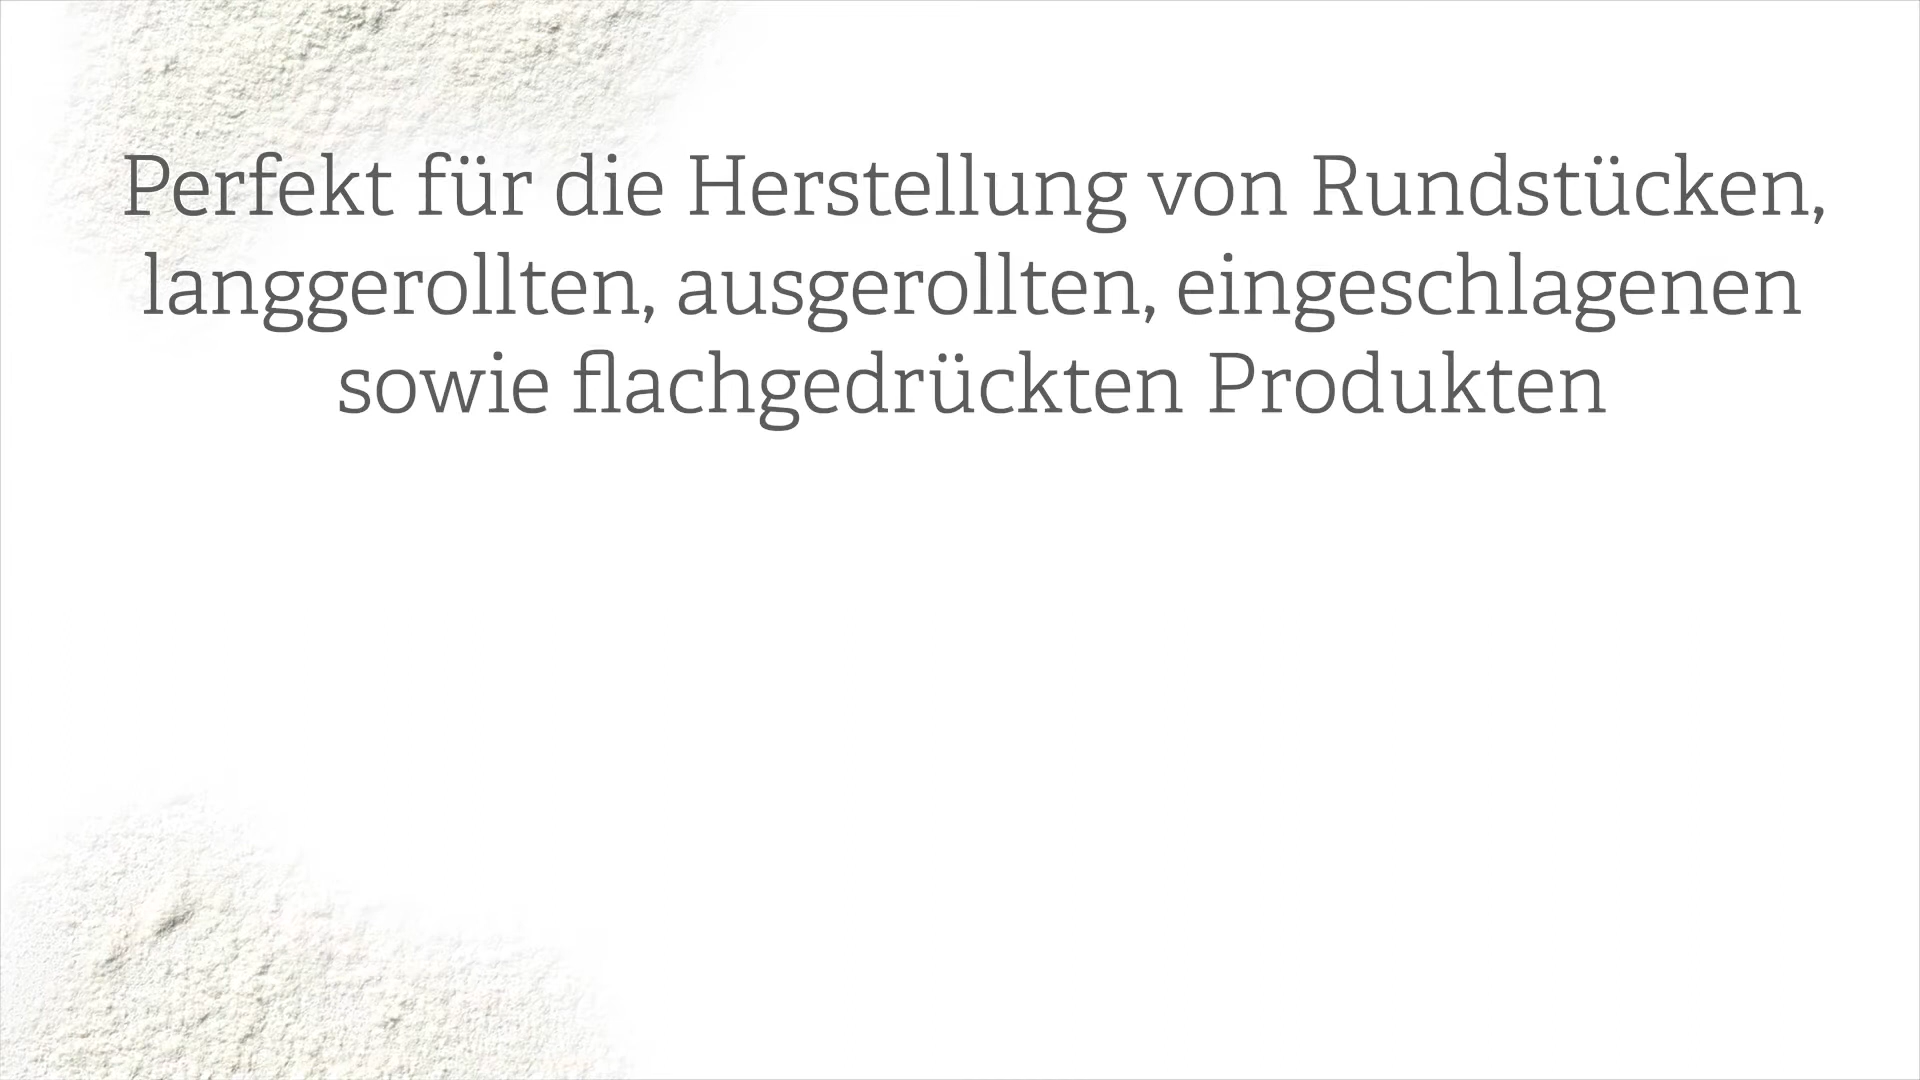 Perfekt für die Herstellung von Rundstücken,
langgerollten, ausgerollten, eingeschlagenen
sowie flachgedrückten Produkten